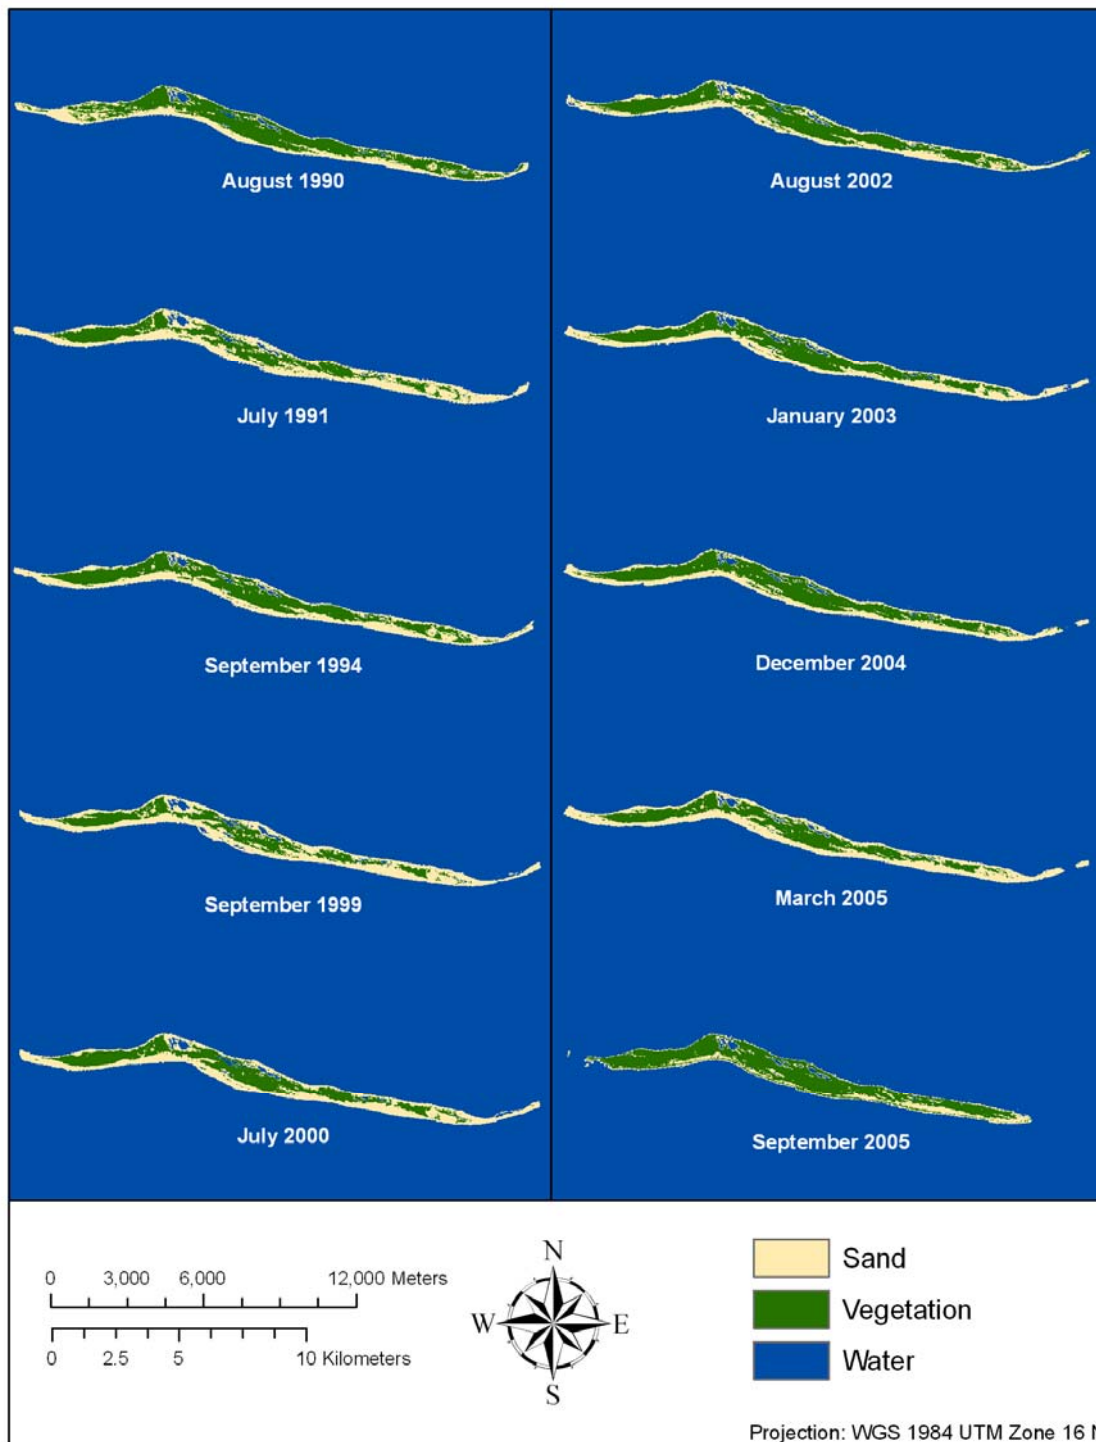 August 1990
August 2002
July 1991
January 2003
September 1994
December 2004
September 1999
March 2005
July 2000
September 2005
0 3,000 6,000 12,000 Meters
0 2.5 5 10 Kilometers
N
W E
S
Sand
Vegetation
Water
Projection: WGS 1984 UTM Zone 16 N